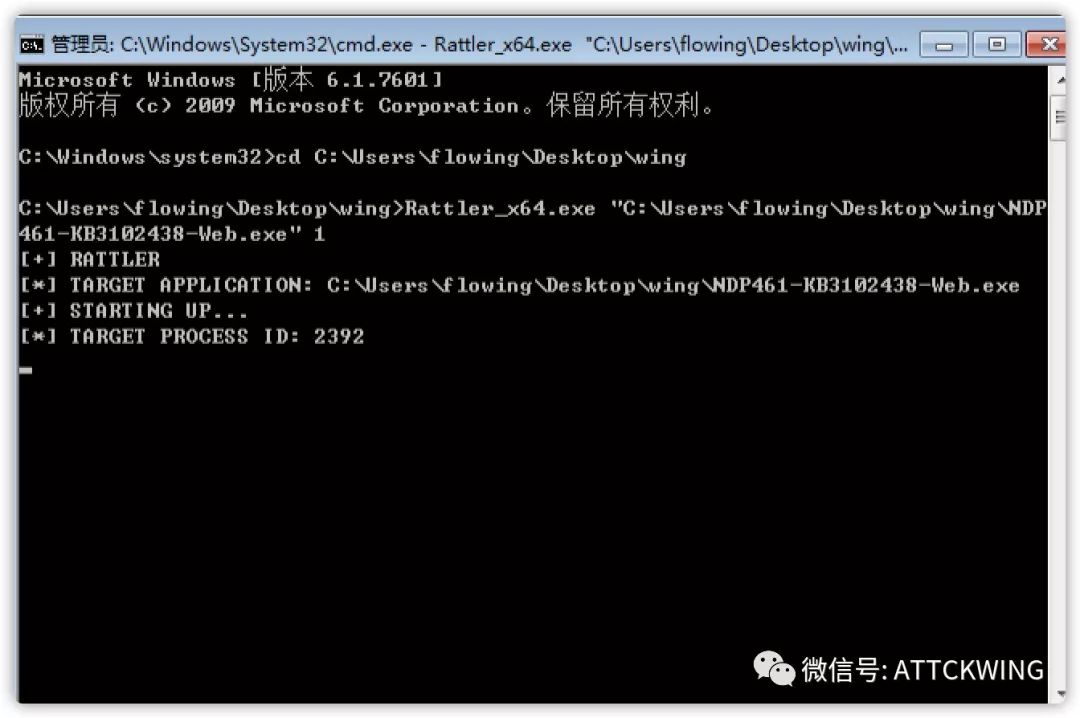 管理员: C:\Windows\System32\cmd.exe - Rattler_x64.exe "C:\Users\flowing\Desktop\wing\...
Microsoft Windows [版本 6.1.7601]
版权所有 (c) 2009 Microsoft Corporation。保留所有权利。
C:\Windows\system32>cd C:\Users\flowing\Desktop\wing
C:\Users\flowing\Desktop\wing>Rattler_x64.exe "C:\Users\flowing\Desktop\wing\NDP
461-KB3102438-Web.exe" 1
[+] RATTLER
[*] TARGET APPLICATION: C:\Users\flowing\Desktop\wing\NDP461-KB3102438-Web.exe
[+] STARTING UP...
[*] TARGET PROCESS ID: 2392
微信号: ATTCKWING